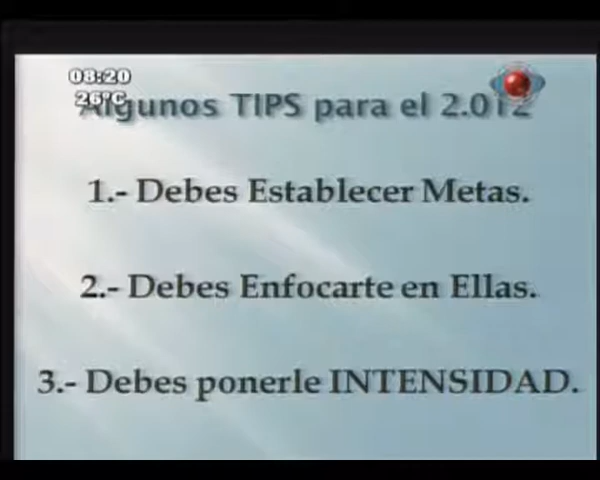 08:20
26°C
Algunos TIPS para el 2.012
1.- Debes Establecer Metas.
2.- Debes Enfocarte en Ellas.
3.- Debes ponerle INTENSIDAD.